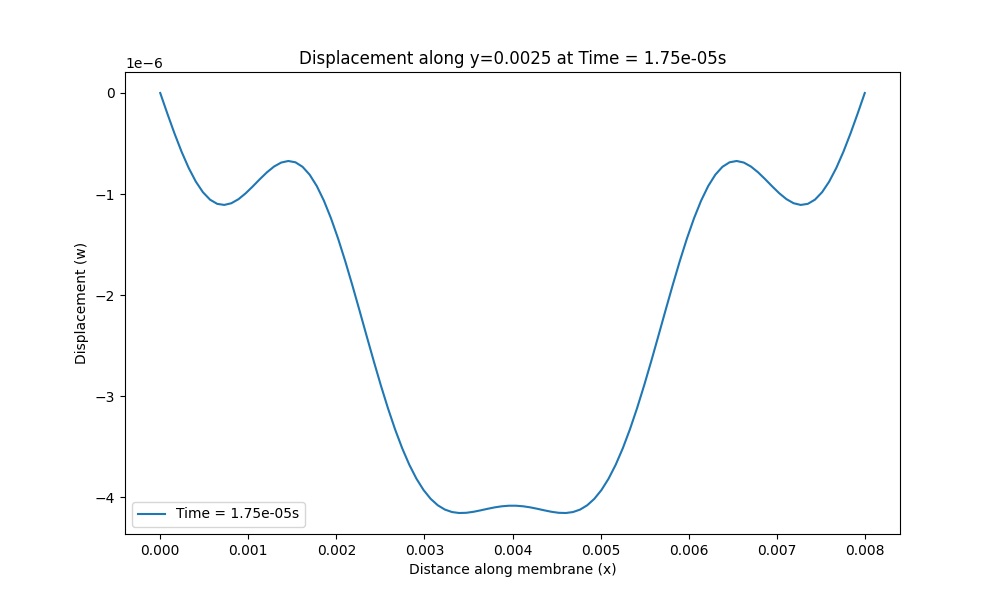 Displacement along y=0.0025 at Time = 1.75e-05s
1e−6
0
−1
−2
−3
−4
Displacement (w)
Time = 1.75e-05s
0.000 0.001 0.002 0.003 0.004 0.005 0.006 0.007 0.008
Distance along membrane (x)